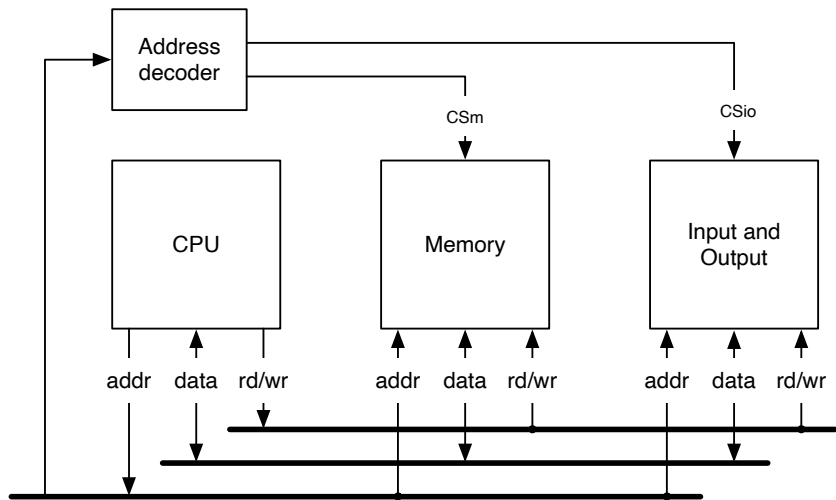 Address
decoder
CSm
CSio
CPU
Memory
Input and
Output
addr data rd/wr addr data rd/wr addr data rd/wr